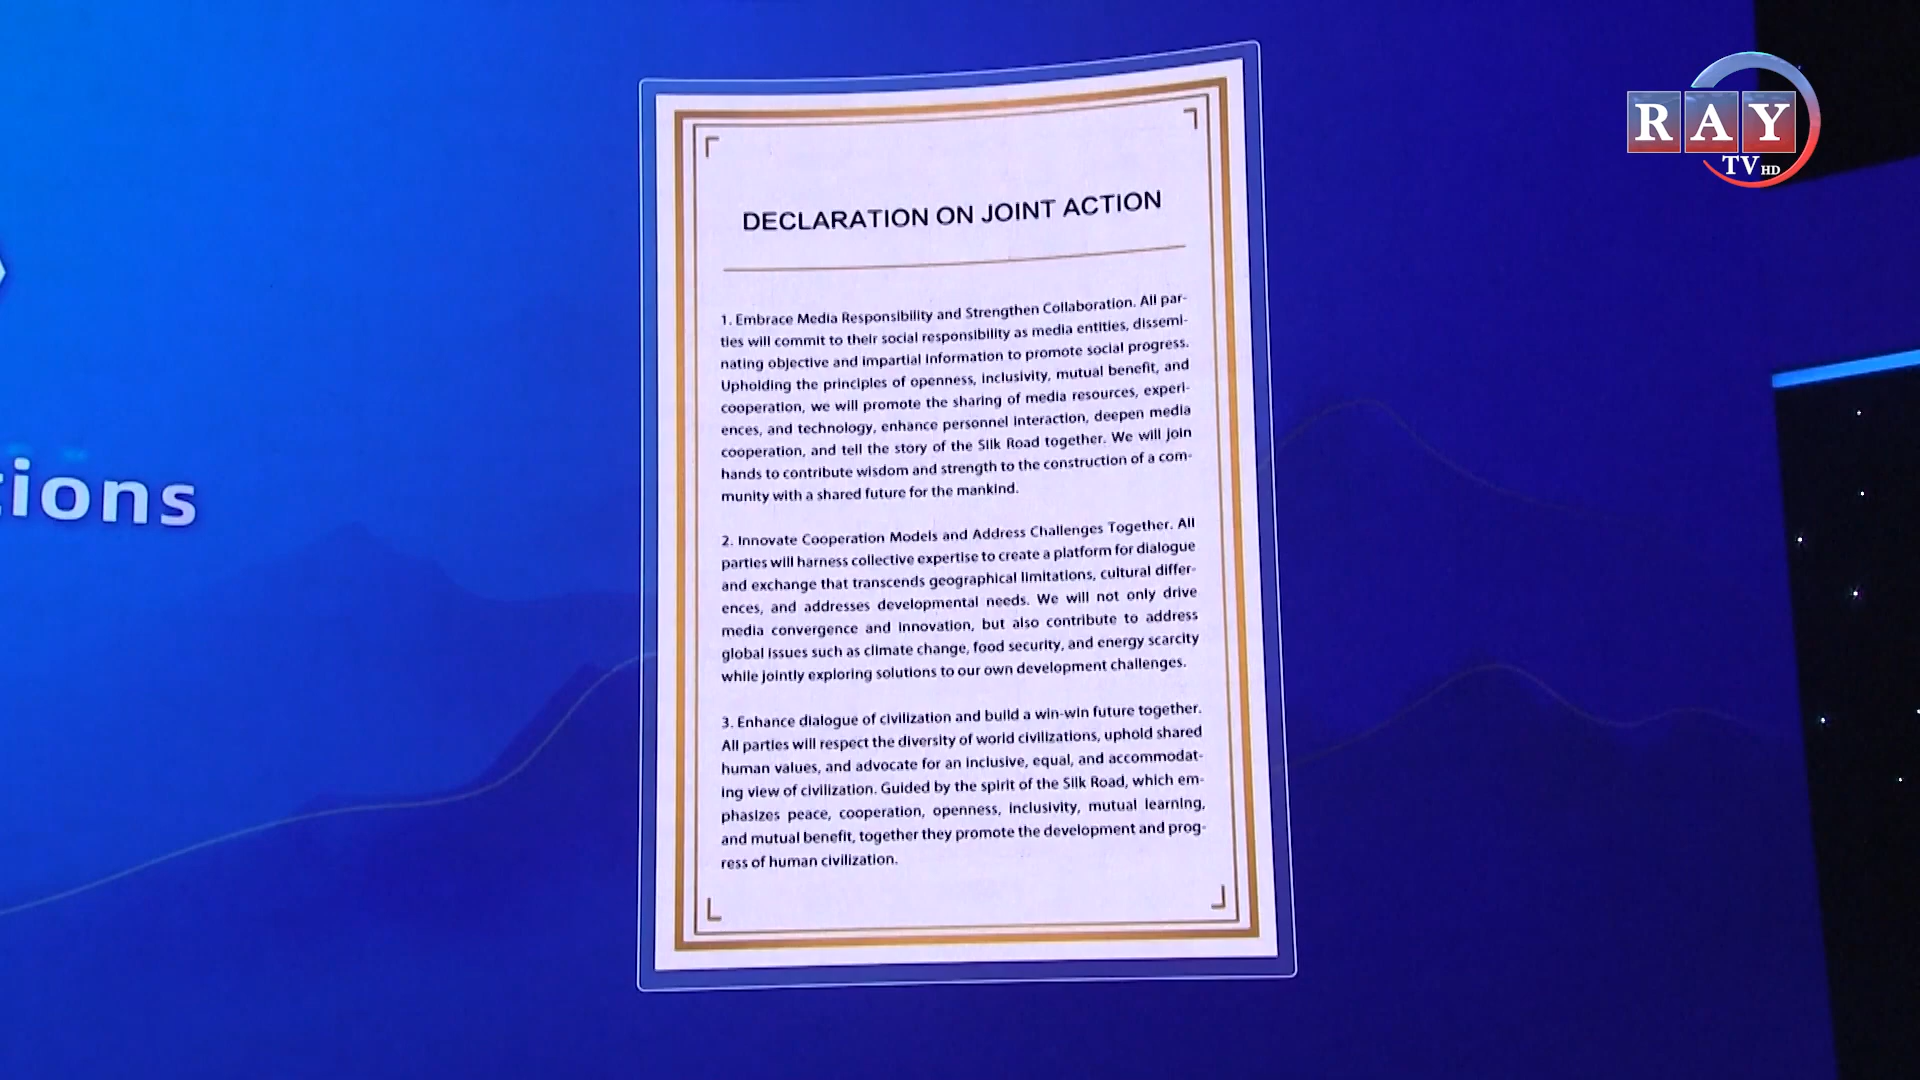 RAY
TV HD
tions
DECLARATION ON JOINT ACTION
1. Embrace Media Responsibility and Strengthen Collaboration. All par-
ties will commit to their social responsibility as media entities, dissemi-
nating objective and impartial information to promote social progress.
Upholding the principles of openness, inclusivity, mutual benefit, and
cooperation, we will promote the sharing of media resources, experi-
ences, and technology, enhance personnel interaction, deepen media
cooperation, and tell the story of the Silk Road together. We will join
hands to contribute wisdom and strength to the construction of a com-
munity with a shared future for the mankind.
2. Innovate Cooperation Models and Address Challenges Together. All
parties will harness collective expertise to create a platform for dialogue
and exchange that transcends geographical limitations, cultural differ-
ences, and addresses developmental needs. We will not only drive
media convergence and innovation, but also contribute to address
global issues such as climate change, food security, and energy scarcity
while jointly exploring solutions to our own development challenges.
3. Enhance dialogue of civilization and build a win-win future together.
All parties will respect the diversity of world civilizations, uphold shared
human values, and advocate for an inclusive, equal, and accommodat-
ing view of civilization. Guided by the spirit of the Silk Road, which em-
phasizes peace, cooperation, openness, inclusivity, mutual learning,
and mutual benefit, together they promote the development and prog-
ress of human civilization.